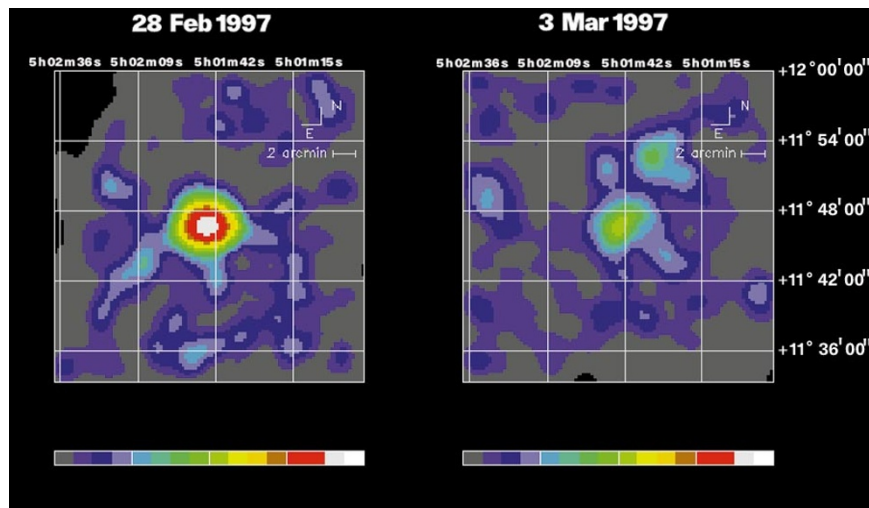 28 Feb 1997
3 Mar 1997
5h02m36s 5h02m09s 5h01m42s 5h01m15s
5h02m36s 5h02m09s 5h01m42s 5h01m15s
+12°00'00"
N
E
2 arcmin
N
E
2 arcmin
+11°54'00"
+11°48'00"
+11°42'00"
+11°36'00"